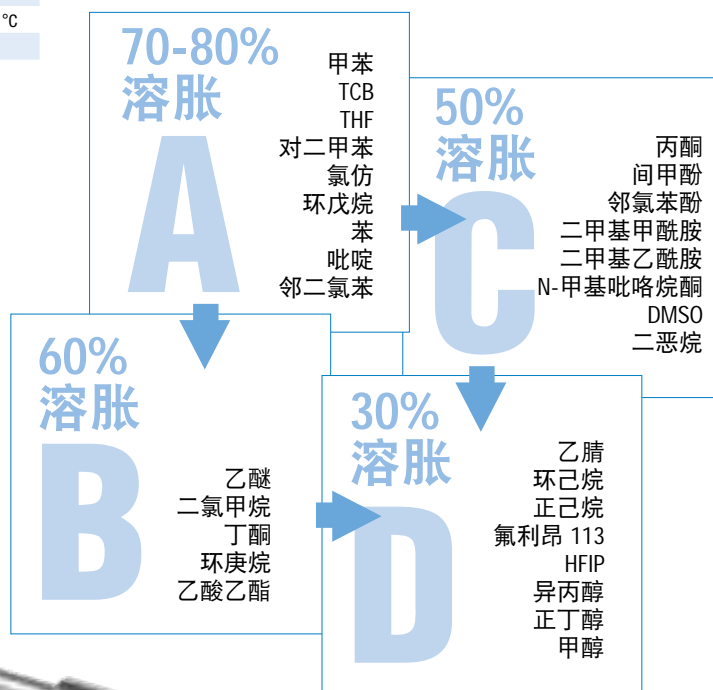 °C
70-80%
溶胀
A
甲苯
TCB
THF
对二甲苯
氯仿
环戊烷
苯
吡啶
邻二氯苯
50%
溶胀
C
丙酮
间甲酚
邻氯苯酚
二甲基甲酰胺
二甲基乙酰胺
N-甲基吡咯烷酮
DMSO
二恶烷
60%
溶胀
B
乙醚
二氯甲烷
丁酮
环庚烷
乙酸乙酯
30%
溶胀
D
乙腈
环己烷
正己烷
氟利昂 113
HFIP
异丙醇
正丁醇
甲醇